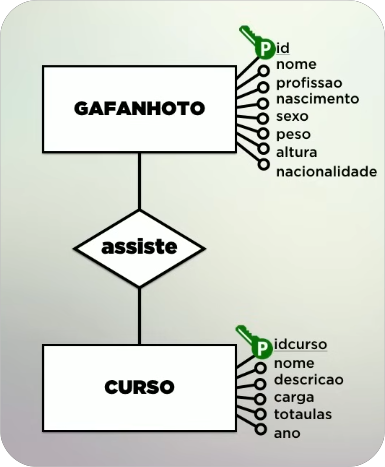 P id
nome
profissao
nascimento
sexo
peso
altura
nacionalidade
GAFANHOTO
assiste
P idcurso
nome
descricao
carga
totaulas
ano
CURSO